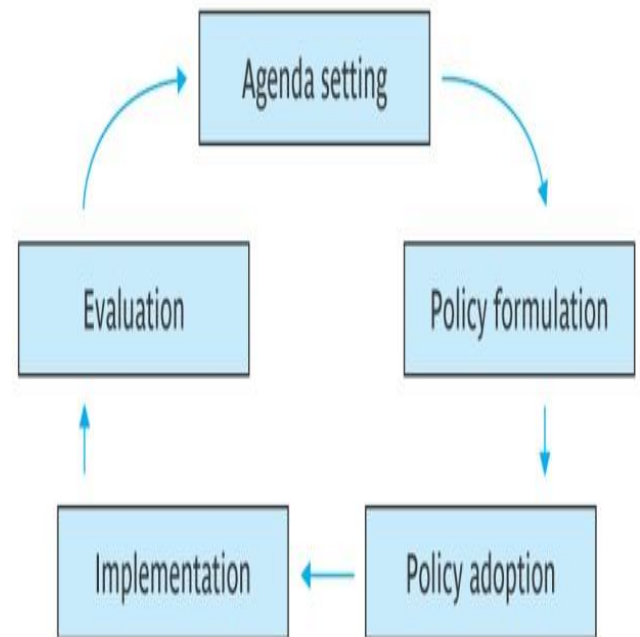 Agenda setting
Policy formulation
Policy adoption
Implementation
Evaluation